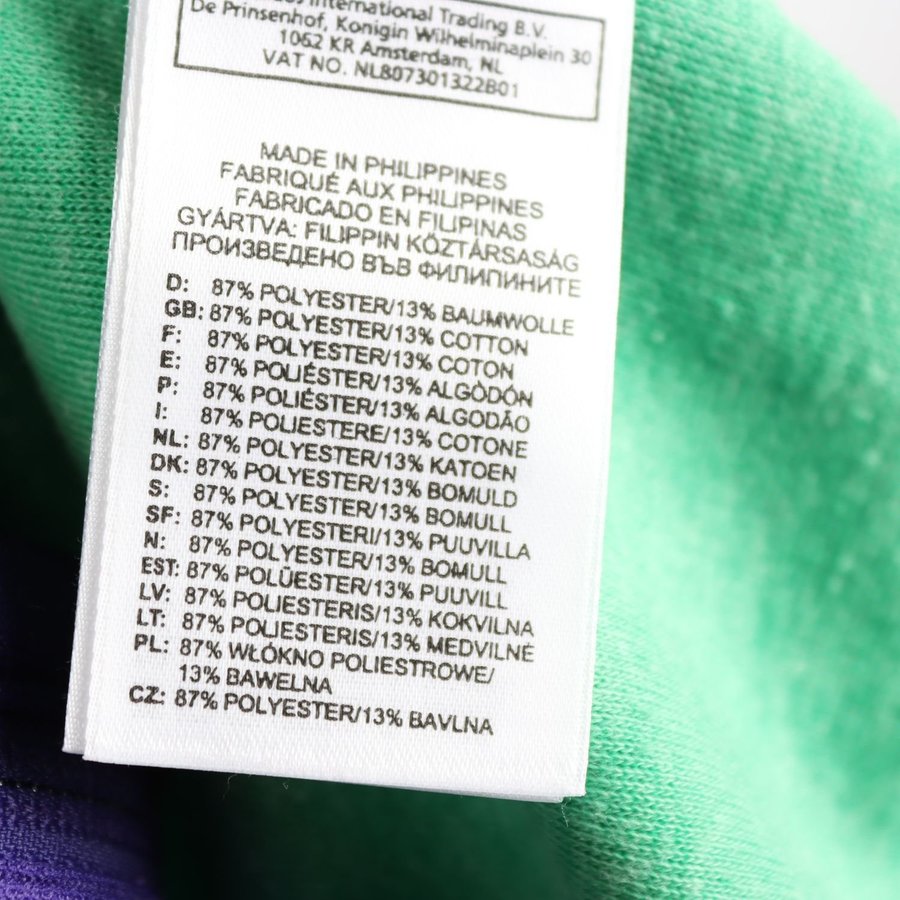 International Trading B.V.
De Prinsenhof, Konigin Wilhelminaplein 30
1062 KR Amsterdam, NL
VAT NO. NL807301322B01
MADE IN PHILIPPINES
FABRIQUÉ AUX PHILIPPINES
FABRICADO EN FILIPINAS
GYÁRTVA: FILIPPIN KÖZTÁRSASÁG
ПРОИЗВЕДЕНО ВЪВ ФИЛИПИНИТЕ
D: 87% POLYESTER/13% BAUMWOLLE
GB: 87% POLYESTER/13% COTTON
F: 87% POLYESTER/13% COTON
E: 87% POLIÉSTER/13% ALGÒDÓN
P: 87% POLIÉSTER/13% ALGODÃO
I: 87% POLIESTERE/13% COTONE
NL: 87% POLYESTER/13% KATOEN
DK: 87% POLYESTER/13% BOMULD
S: 87% POLYESTER/13% BOMULL
SF: 87% POLYESTERI/13% PUUVILLA
N: 87% POLYESTER/13% BOMULL
EST: 87% POLÜESTER/13% PUUVILL
LV: 87% POLIESTERIS/13% KOKVILNA
LT: 87% POLIESTERIS/13% MEDVILNĖ
PL: 87% WŁÓKNO POLIESTROWE/
13% BAWEŁNA
CZ: 87% POLYESTER/13% BAVLNA